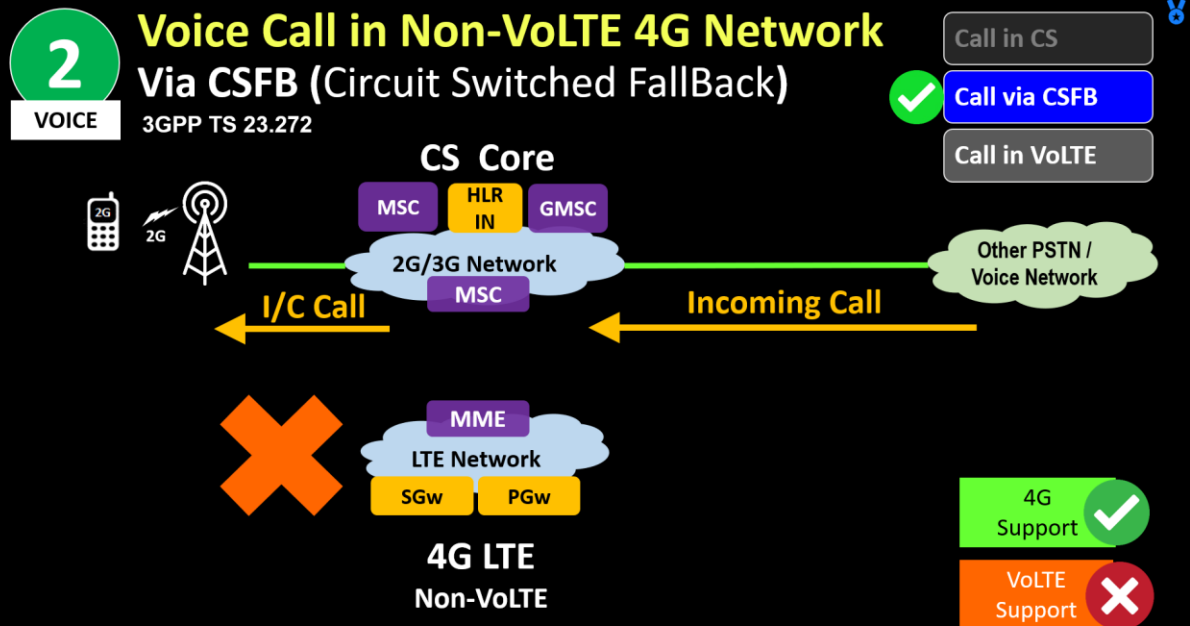 2
VOICE
Voice Call in Non-VoLTE 4G Network
Via CSFB (Circuit Switched FallBack)
3GPP TS 23.272
Call in CS
Call via CSFB
Call in VoLTE
CS Core
MSC
HLR
IN
GMSC
2G
2G
2G/3G Network
MSC
Other PSTN /
Voice Network
I/C Call
Incoming Call
MME
LTE Network
SGw
PGw
4G LTE
Non-VoLTE
4G
Support
VoLTE
Support